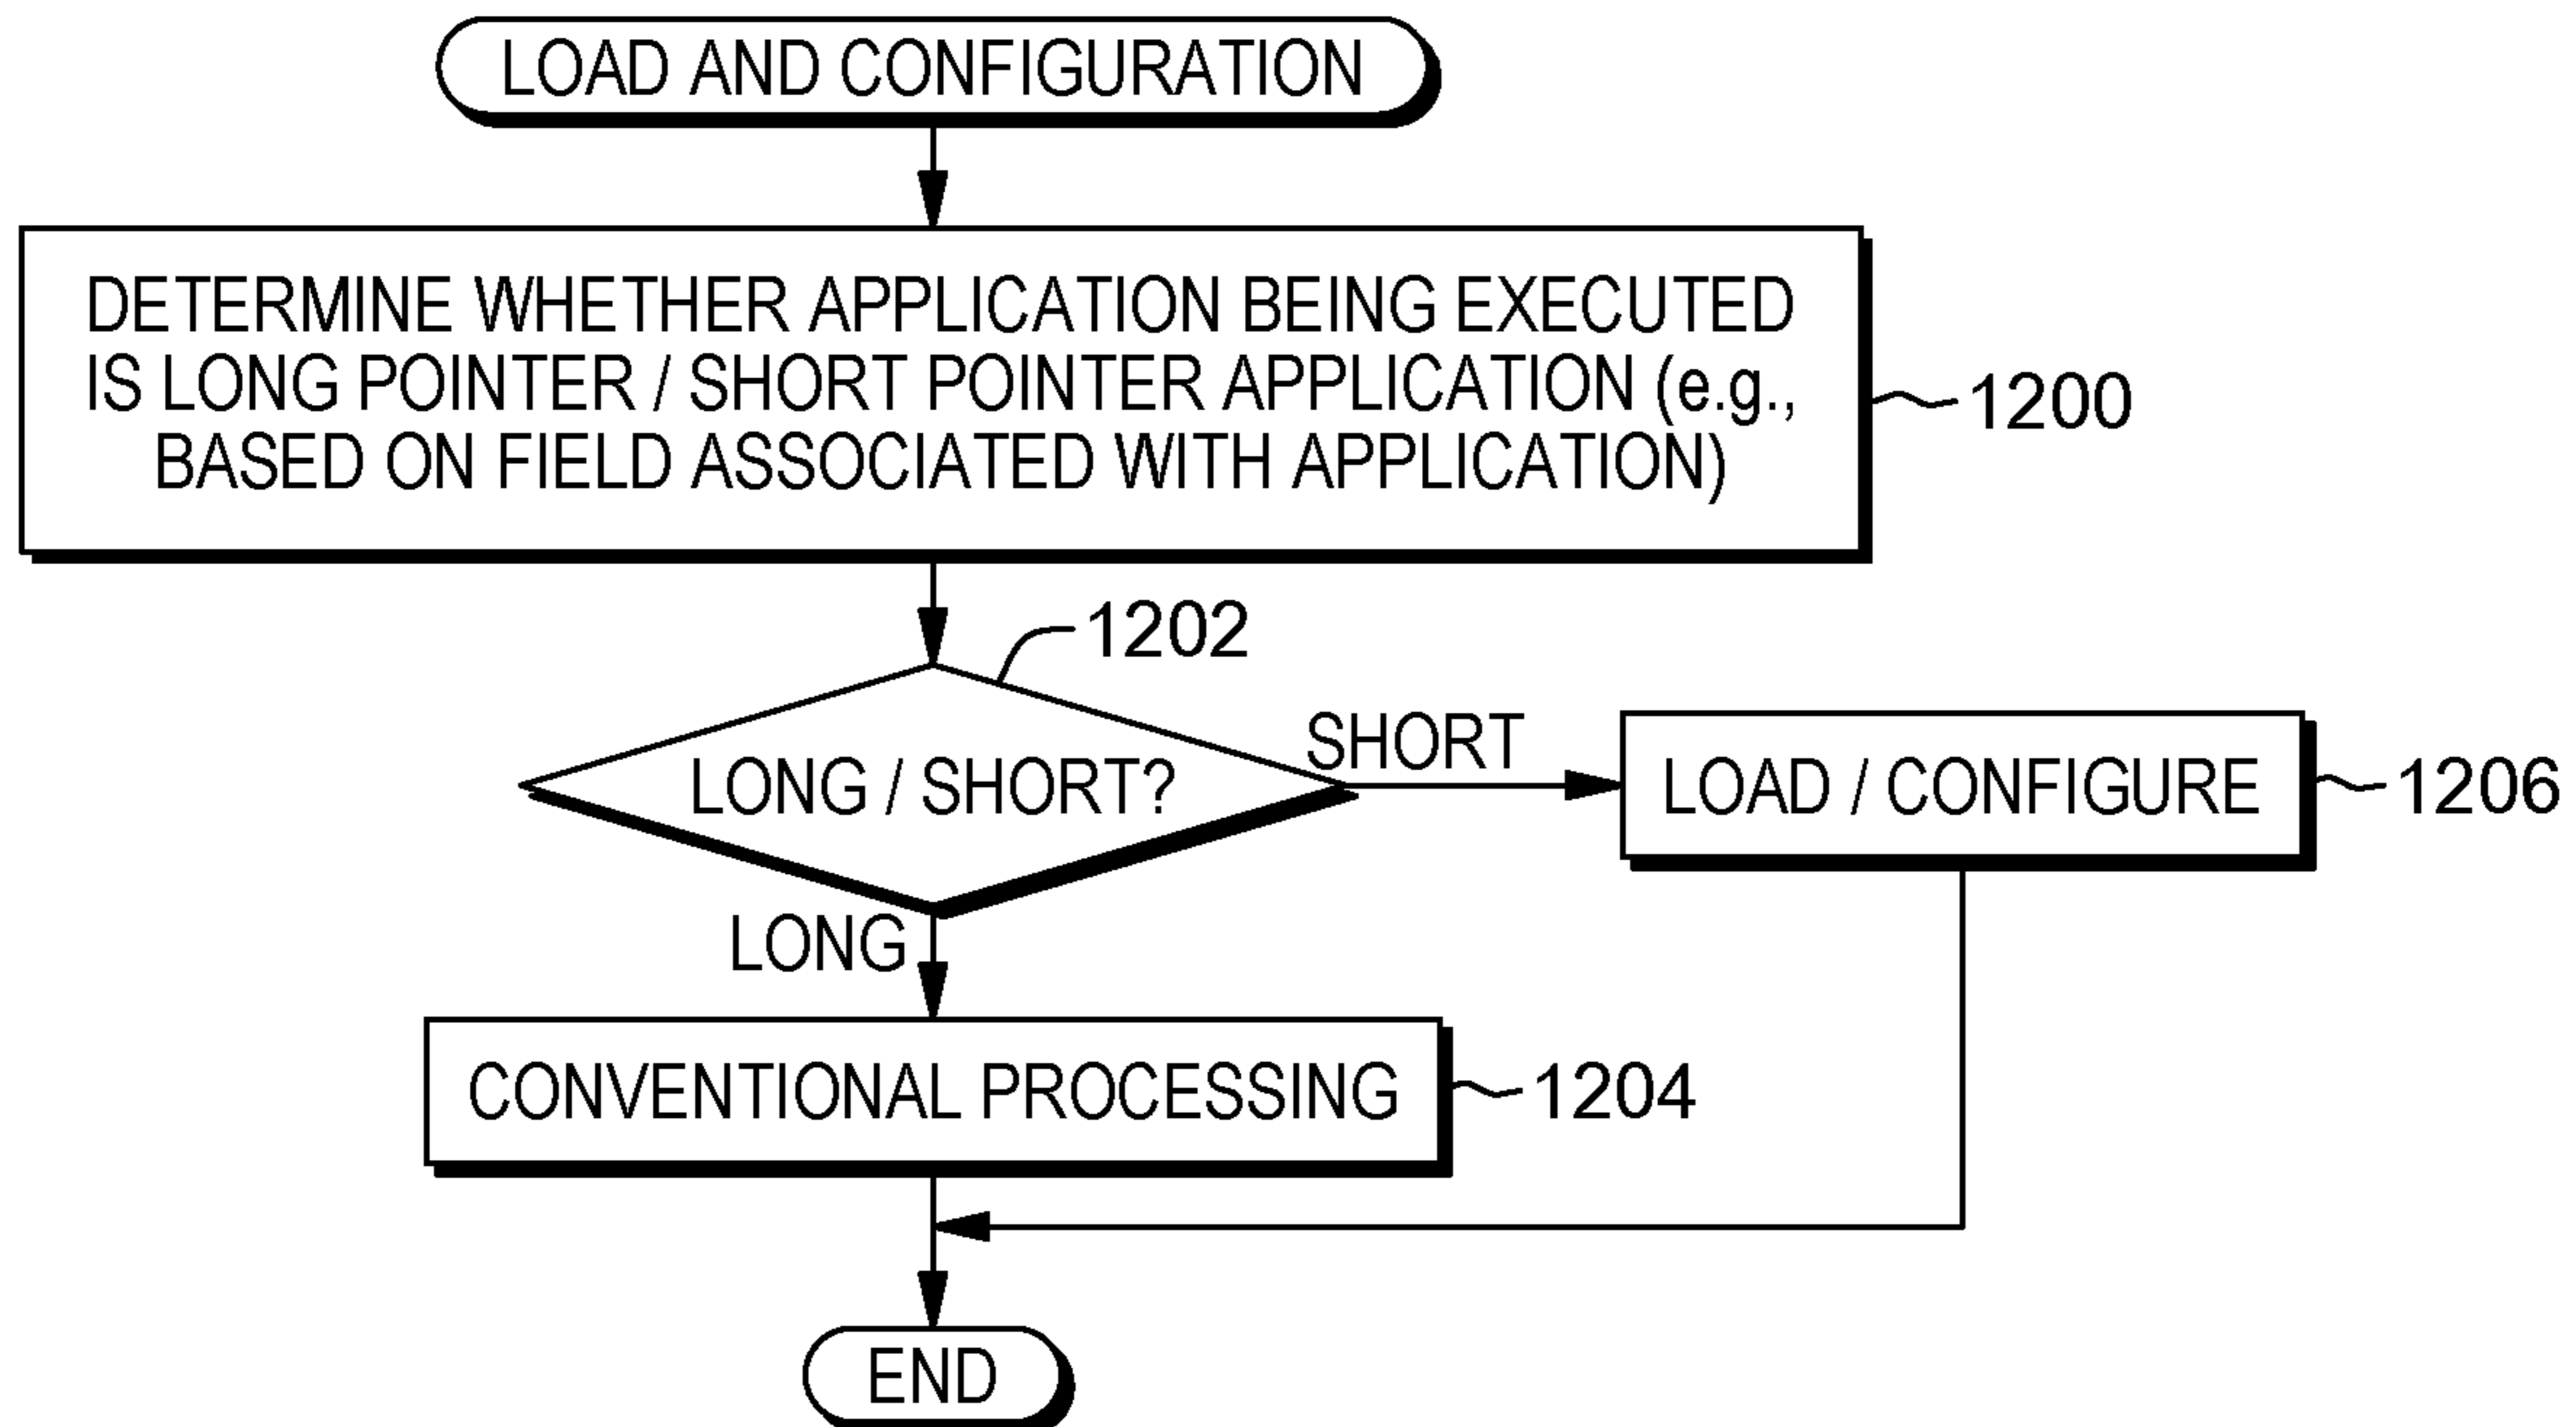 LOAD AND CONFIGURATION
DETERMINE WHETHER APPLICATION BEING EXECUTED
IS LONG POINTER / SHORT POINTER APPLICATION (e.g.,
BASED ON FIELD ASSOCIATED WITH APPLICATION)
1200
1202
LONG / SHORT?
SHORT
LOAD / CONFIGURE
1206
LONG
CONVENTIONAL PROCESSING
1204
END